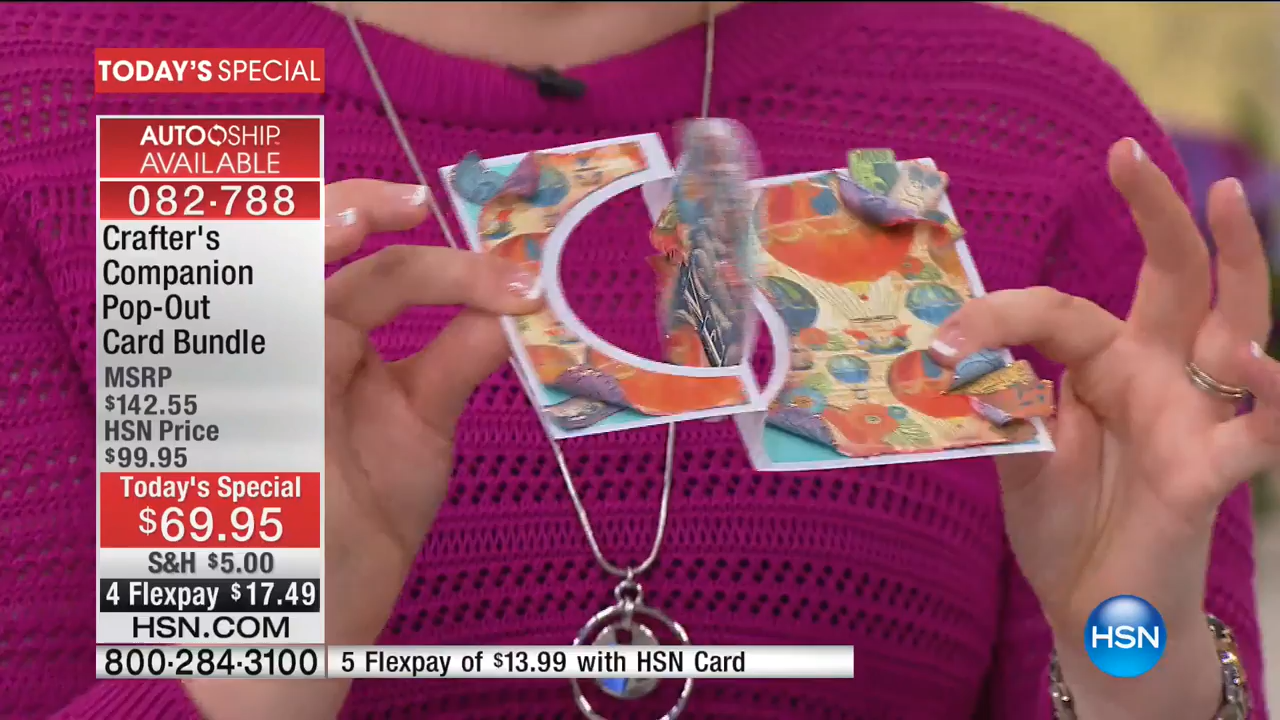 TODAY'S SPECIAL
AUTO SHIP
AVAILABLE
082·788
Crafter's
Companion
Pop-Out
Card Bundle
MSRP
$142.55
HSN Price
$99.95
Today's Special
$69.95
S&H $5.00
4 Flexpay $17.49
HSN.COM
800·284·3100
5 Flexpay of $13.99 with HSN Card
HSN